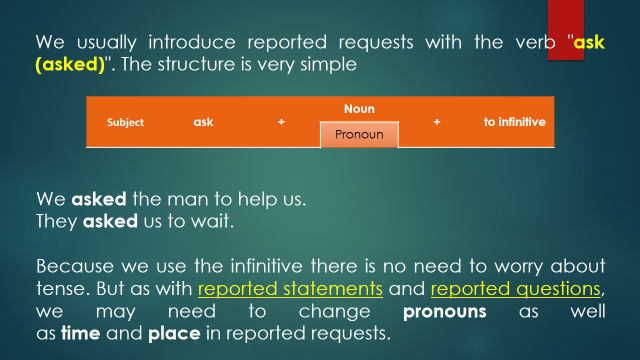 We usually introduce reported requests with the verb "ask
(asked)". The structure is very simple
Noun
Subject ask + + to infinitive
Pronoun
We asked the man to help us.
They asked us to wait.
Because we use the infinitive there is no need to worry about
tense. But as with reported statements and reported questions,
we may need to change pronouns as well
as time and place in reported requests.